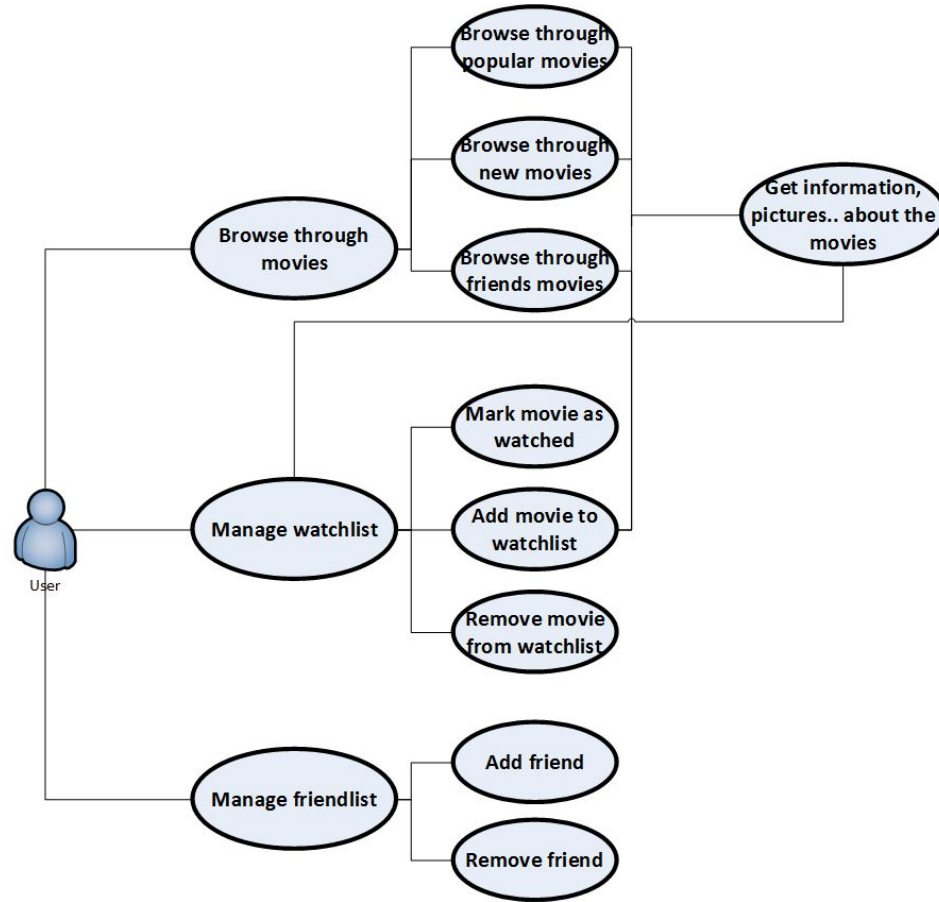 Browse through
popular movies
Browse through
new movies
Get information,
pictures.. about the
movies
Browse through
movies
Browse through
friends movies
Mark movie as
watched
Manage watchlist
Add movie to
watchlist
User
Remove movie
from watchlist
Add friend
Manage friendlist
Remove friend